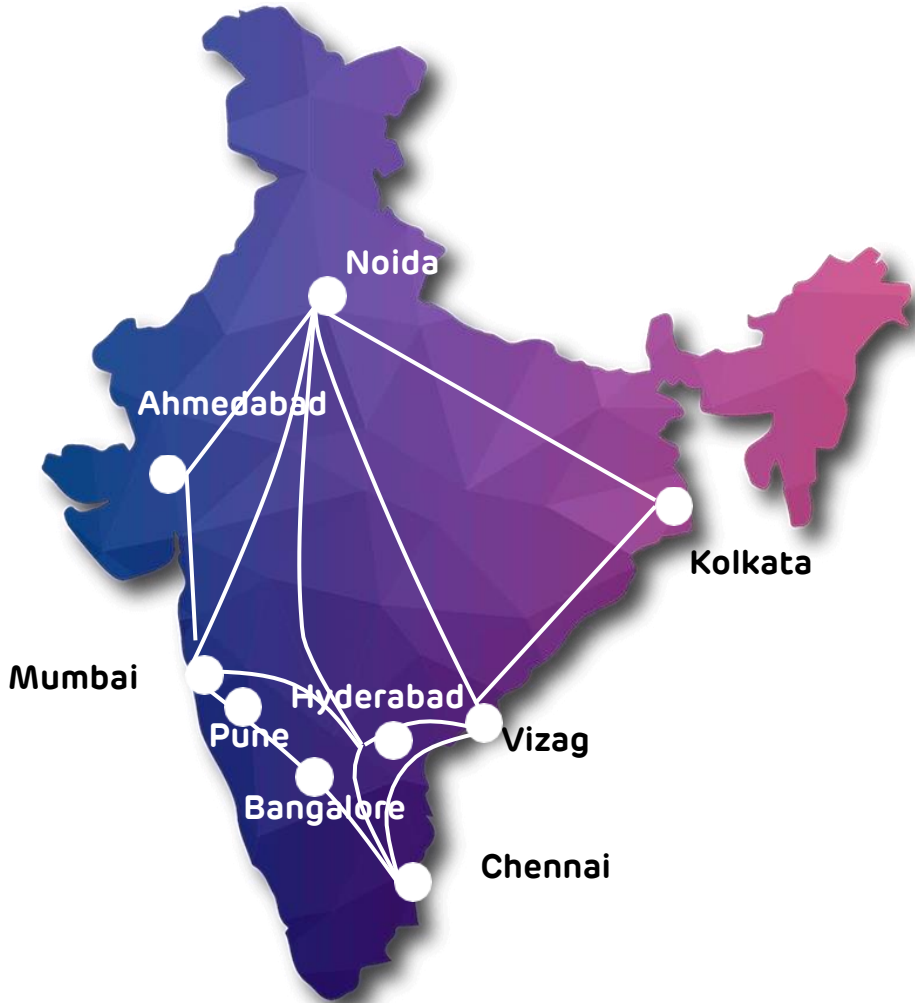 Noida
Ahmedabad
Kolkata
Mumbai
Hyderabad
Pune
Vizag
Bangalore
Chennai